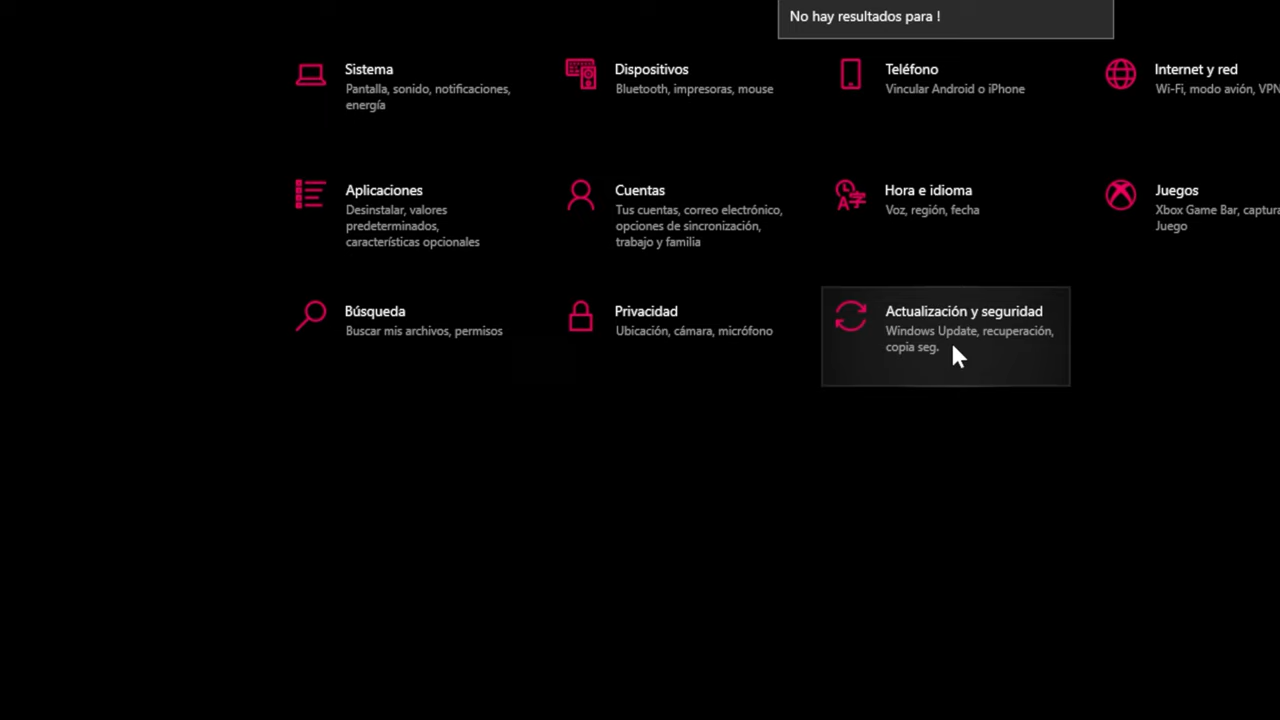 No hay resultados para !
Sistema
Pantalla, sonido, notificaciones,
energía
Dispositivos
Bluetooth, impresoras, mouse
Teléfono
Vincular Android o iPhone
Internet y red
Wi-Fi, modo avión, VPN
Aplicaciones
Desinstalar, valores
predeterminados,
características opcionales
Cuentas
Tus cuentas, correo electrónico,
opciones de sincronización,
trabajo y familia
Hora e idioma
Voz, región, fecha
Juegos
Xbox Game Bar, captura
Juego
Búsqueda
Buscar mis archivos, permisos
Privacidad
Ubicación, cámara, micrófono
Actualización y seguridad
Windows Update, recuperación,
copia seg.